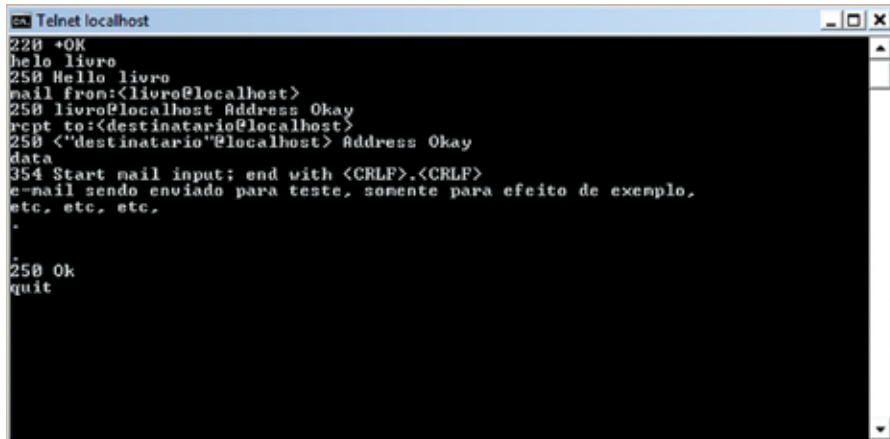 Telnet localhost
220 +OK
helo livro
250 Hello livro
mail from:<livro@localhost>
250 livro@localhost Address Okay
rcpt to:<destinatario@localhost>
250 <"destinatario"@localhost> Address Okay
data
354 Start mail input; end with <CRLF>.<CRLF>
e-mail sendo enviado para teste, somente para efeito de exemplo,
etc, etc, etc,
.
.
250 Ok
quit